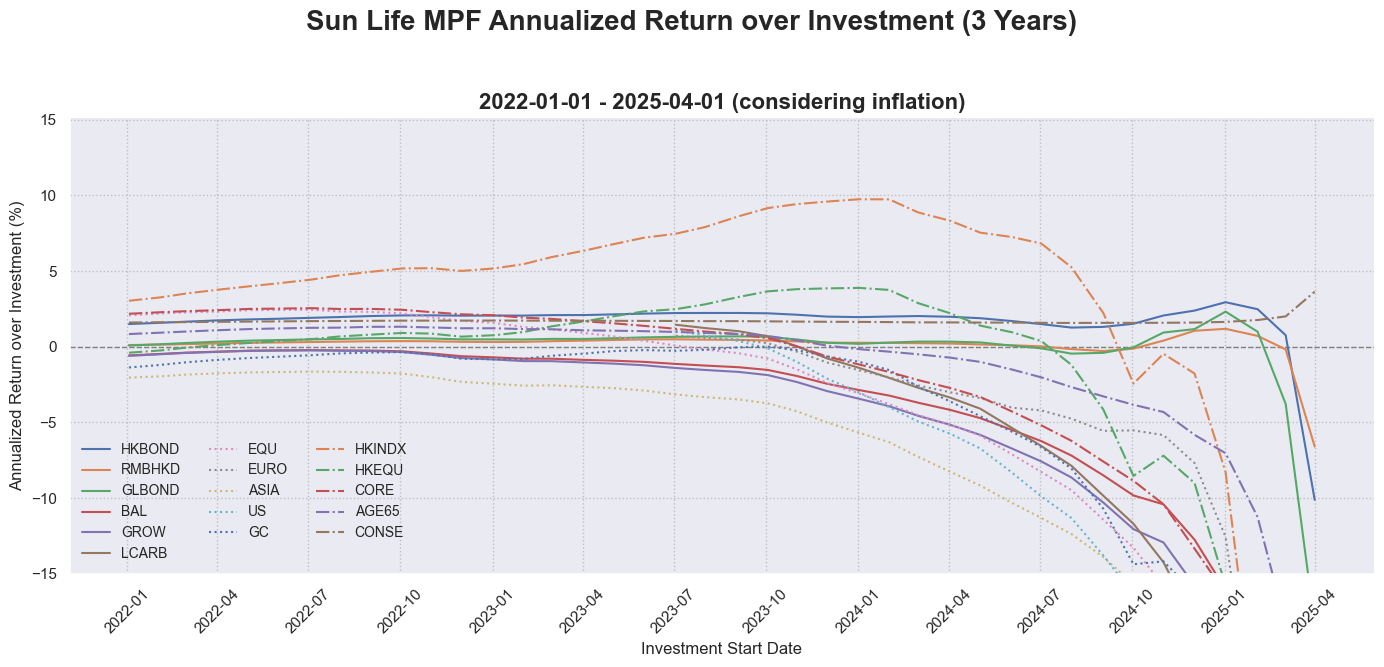 Sun Life MPF Annualized Return over Investment (3 Years)
2022-01-01 - 2025-04-01 (considering inflation)
Annualized Return over Investment (%)
15
10
5
0
−5
−10
−15
HKBOND EQU HKINDX
RMBHKD EURO HKEQU
GLBOND ASIA CORE
BAL US AGE65
GROW GC CONSE
LCARB
2022-01 2022-04 2022-07 2022-10 2023-01 2023-04 2023-07 2023-10 2024-01 2024-04 2024-07 2024-10 2025-01 2025-04
Investment Start Date